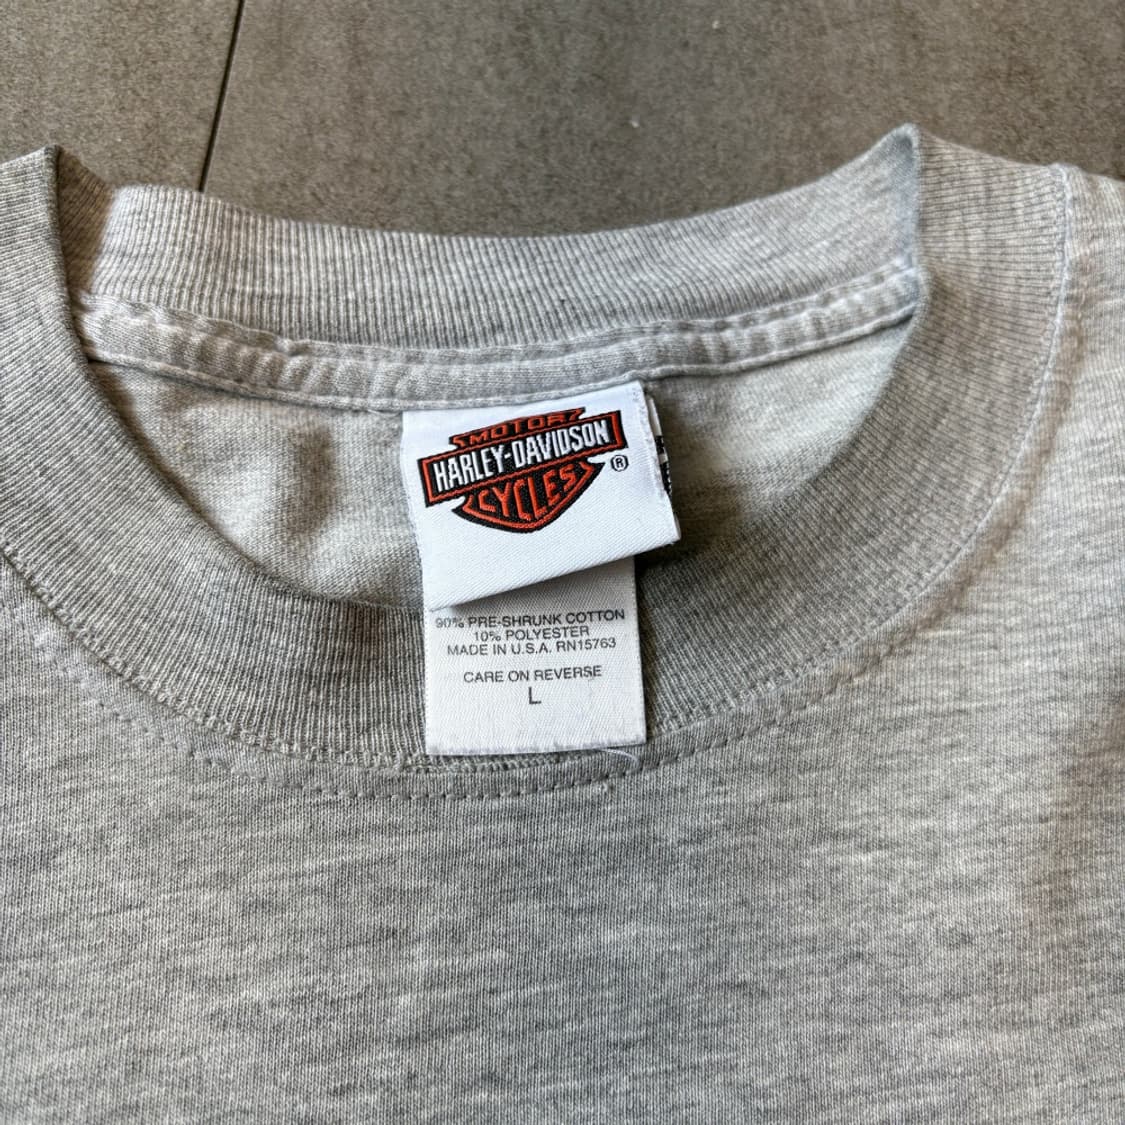 MOTOR
HARLEY-DAVIDSON
CYCLES
®
90% PRE-SHRUNK COTTON
10% POLYESTER
MADE IN U.S.A. RN15763
CARE ON REVERSE
L